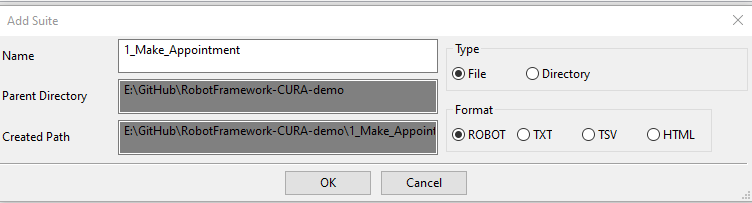 Add Suite
Name
1_Make_Appointment
Parent Directory
E:\GitHub\RobotFramework-CURA-demo
Created Path
E:\GitHub\RobotFramework-CURA-demo\1_Make_Appoint
Type
File
Directory
Format
ROBOT
TXT
TSV
HTML
OK
Cancel